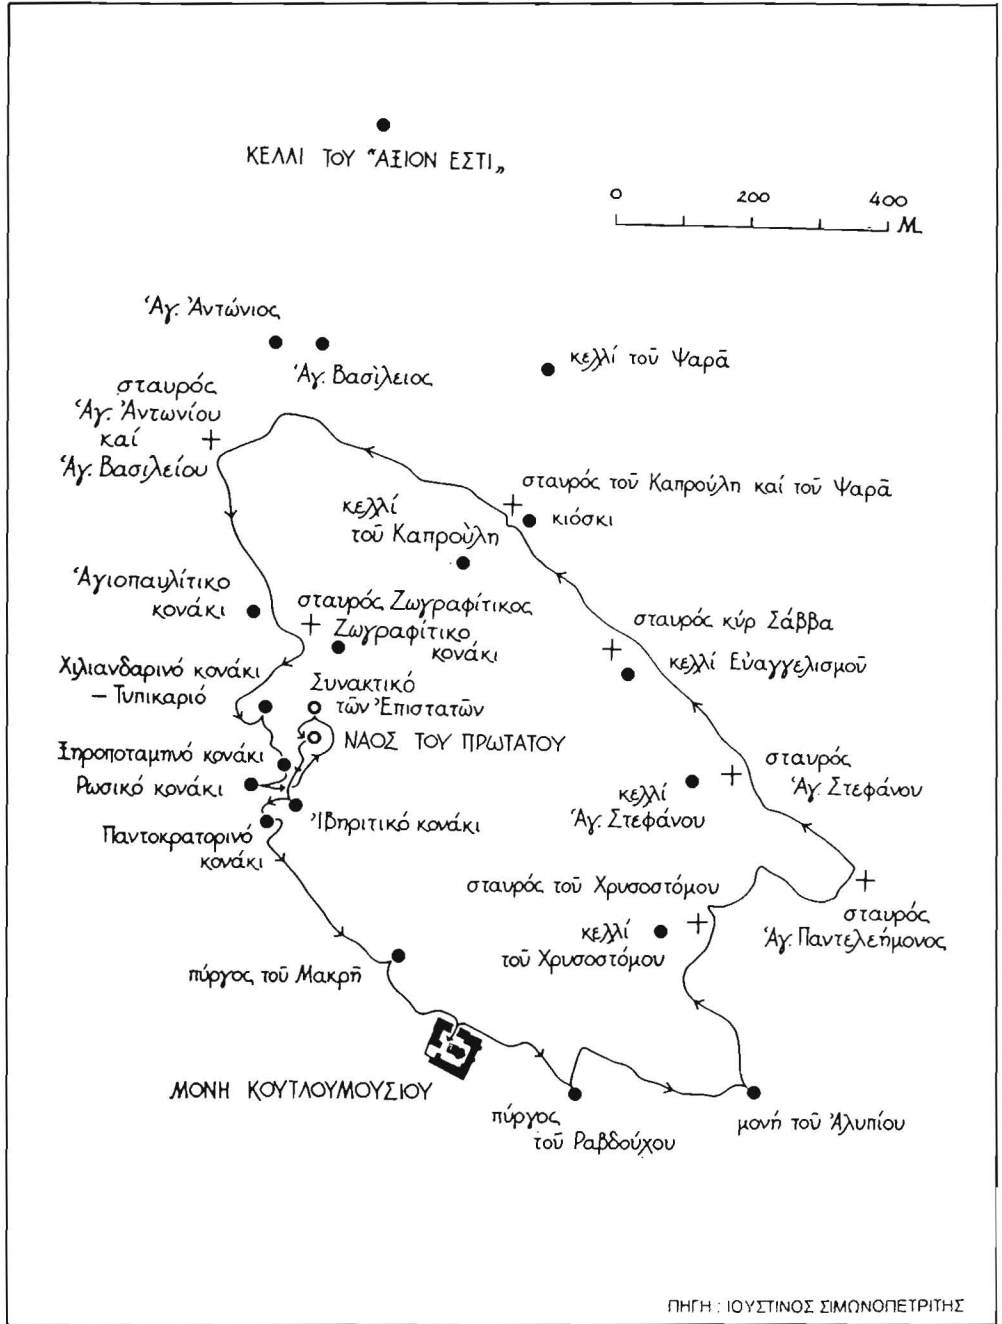 ΚΕΛΛΙ ΤΟΥ "ΑΞΙΟΝ ΕΣΤΙ„
0 200 400
Μ
Ἁγ. Ἀντώνιος
Ἁγ. Βασίλειος
κελλί τοῦ Ψαρᾶ
σταυρός
Ἁγ. Ἀντωνίου
καί
Ἁγ. Βασιλείου
σταυρός τοῦ Καπρούλη καί τοῦ Ψαρᾶ
κιόσκι
κελλί
τοῦ Καπροὺλη
Ἁγιοπαυλίτικο
κονάκι
σταυρός Ζωγραφίτικος
Ζωγραφίτικο
κονάκι
σταυρός κύρ Σάββα
κελλί Εὐαγγελισμοῦ
Χιλιανδαρινό κονάκι
– Τυπικαριό
Συνακτικό
τῶν Ἐπιστατῶν
ΝΑΟΣ ΤΟΥ ΠΡΩΤΑΤΟΥ
Ξηροποταμηνό κονάκι
Ρωσικό κονάκι
Ἰβηριτικό κονάκι
Παντοκρατορινό
κονάκι
σταυρός
Ἁγ. Στεφάνου
κελλί
Ἁγ. Στεφάνου
σταυρός τοῦ Χρυσοστόμου
κελλί
τοῦ Χρυσοστόμου
σταυρός
Ἁγ. Παντελεήμονος
πύργος τοῦ Μακρῆ
ΜΟΝΗ ΚΟΥΤΛΟΥΜΟΥΣΙΟΥ
πύργος
τοῦ Ραβδούχου
μονή τοῦ Ἀλυπίου
ΠΗΓΗ : ΙΟΥΣΤΙΝΟΣ ΣΙΜΩΝΟΠΕΤΡΙΤΗΣ